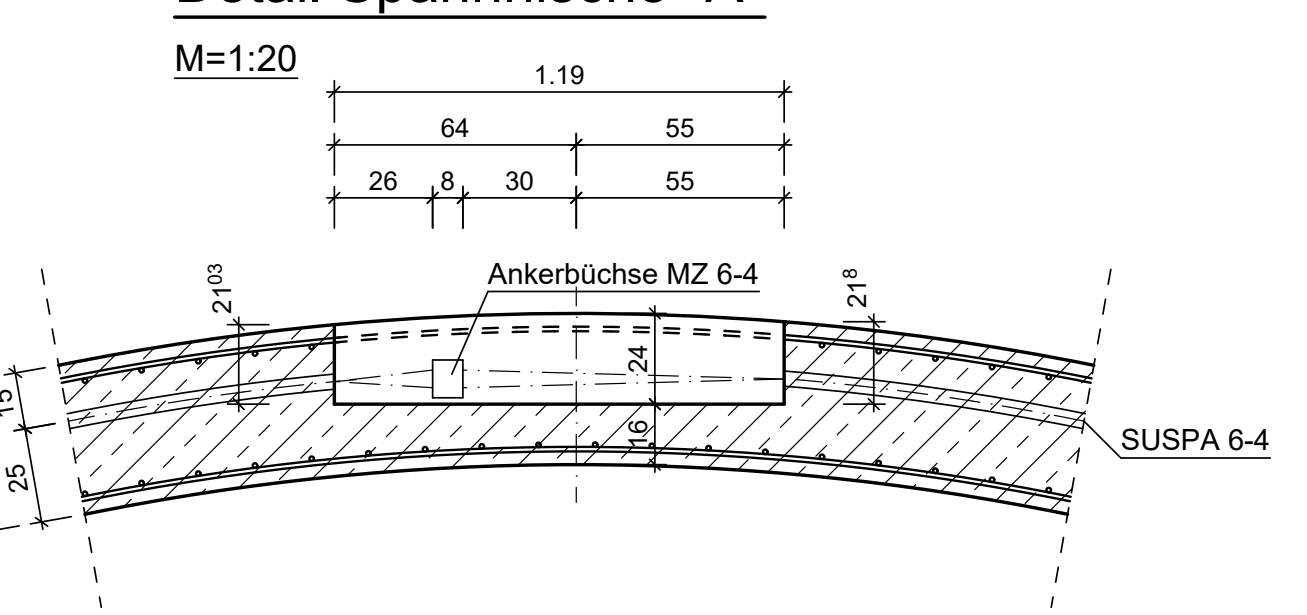 Detail Spannnische "A"
M=1:20
1.19
64 55
26 8 30 55
Ankerbüchse MZ 6-4
21⁰³
21⁸
24
16
15
25
SUSPA 6-4